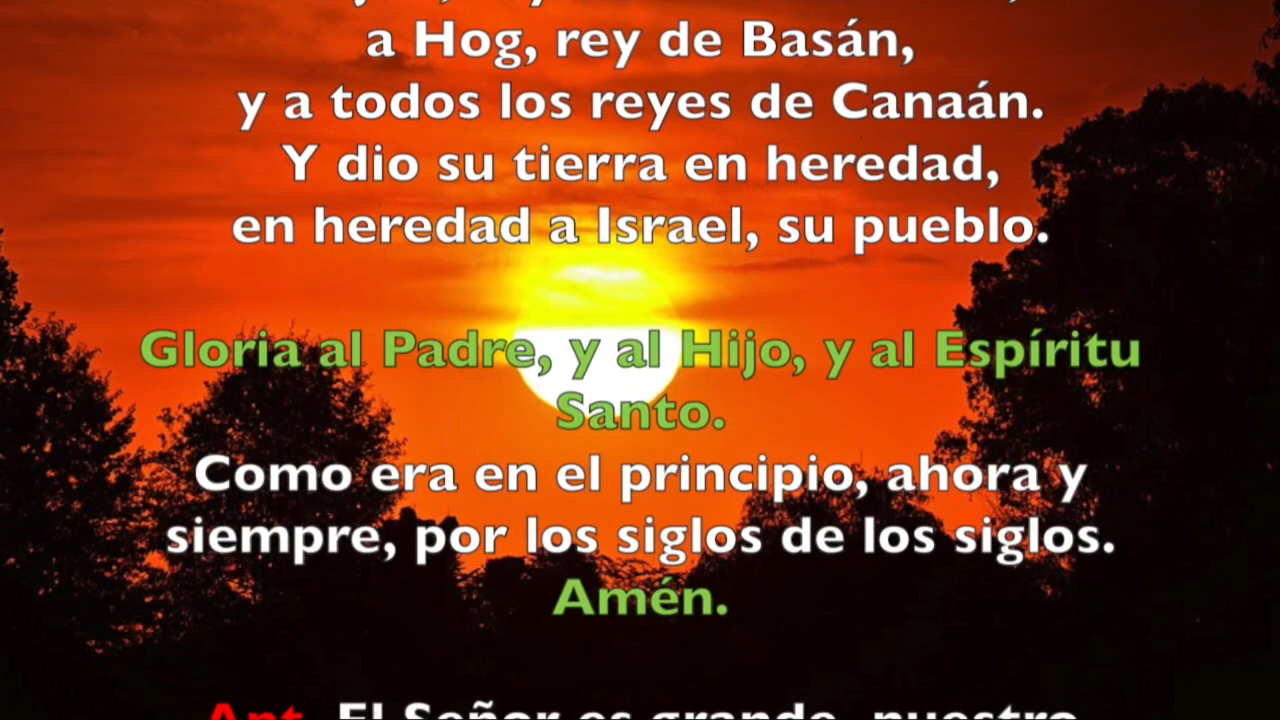 a Hog, rey de Basán,
y a todos los reyes de Canaán.
Y dio su tierra en heredad,
en heredad a Israel, su pueblo.
Gloria al Padre, y al Hijo, y al Espíritu
Santo.
Como era en el principio, ahora y
siempre, por los siglos de los siglos.
Amén.
Ant. El Señor es grande, nuestro